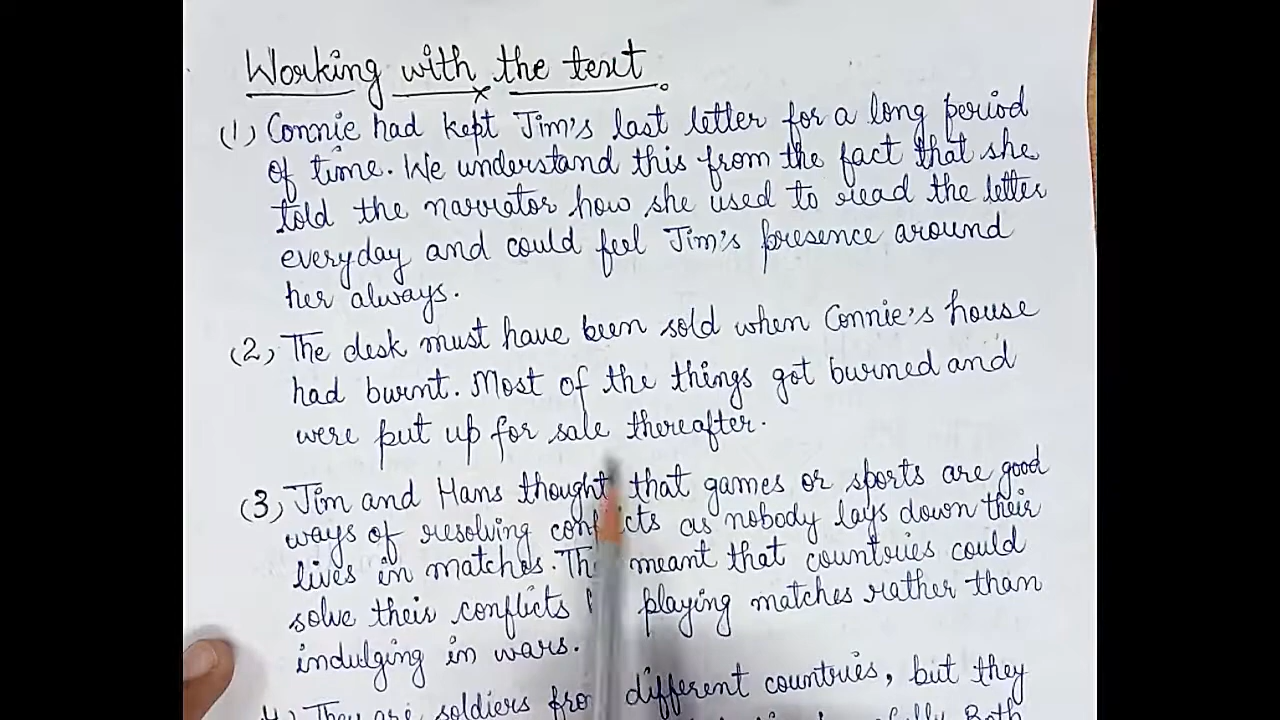 Working with the text.
(1) Connie had kept Jim's last letter for a long period
of time. We understand this from the fact that she
told the narrator how she used to read the letter
everyday and could feel Jim's presence around
her always.
(2) The desk must have been sold when Connie's house
had burnt. Most of the things got burned and
were put up for sale thereafter.
(3) Jim and Hans thought that games or sports are good
ways of resolving as nobody lays down their
lives in matches. meant that countries could
solve their conflicts playing matches rather than
indulging in wars.
4) They are soldiers different countries, but they
Both